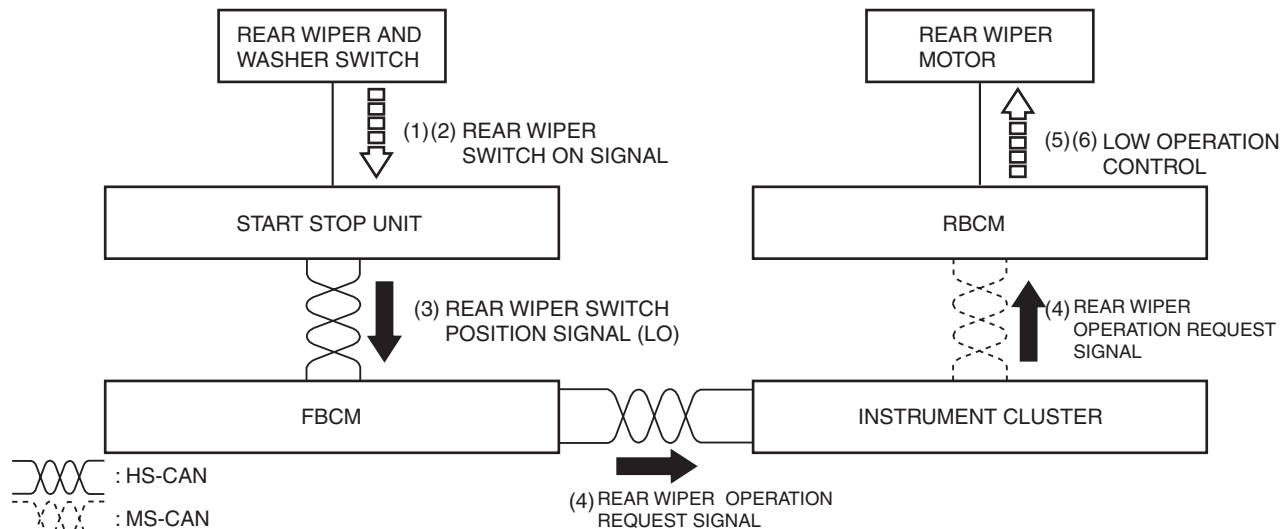 REAR WIPER AND
WASHER SWITCH
REAR WIPER
MOTOR
(1)(2) REAR WIPER
SWITCH ON SIGNAL
(5)(6) LOW OPERATION
CONTROL
START STOP UNIT
RBCM
(3) REAR WIPER SWITCH
POSITION SIGNAL (LO)
(4) REAR WIPER
OPERATION REQUEST
SIGNAL
FBCM
INSTRUMENT CLUSTER
: HS-CAN
: MS-CAN
(4) REAR WIPER OPERATION
REQUEST SIGNAL